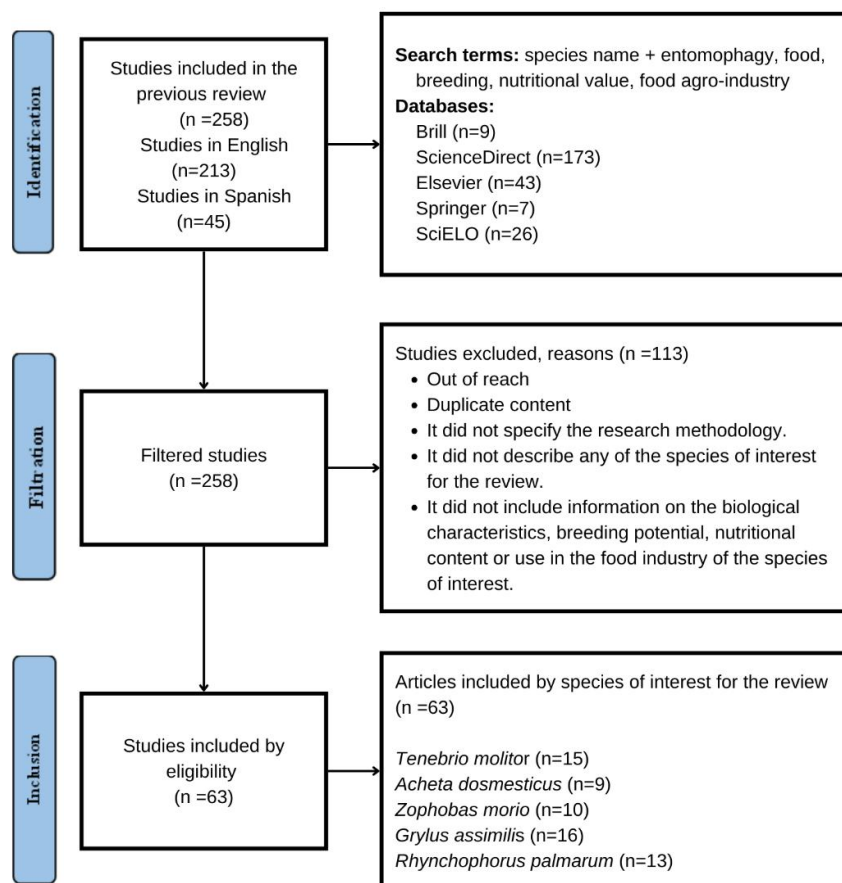 Identification
Studies included in the
previous review
(n =258)
Studies in English
(n=213)
Studies in Spanish
(n=45)
Search terms: species name + entomophagy, food,
breeding, nutritional value, food agro-industry
Databases:
Brill (n=9)
ScienceDirect (n=173)
Elsevier (n=43)
Springer (n=7)
SciELO (n=26)
Filtration
Filtered studies
(n =258)
Studies excluded, reasons (n =113)
• Out of reach
• Duplicate content
• It did not specify the research methodology.
• It did not describe any of the species of interest
for the review.
• It did not include information on the biological
characteristics, breeding potential, nutritional
content or use in the food industry of the species
of interest.
Inclusion
Studies included by
eligibility
(n =63)
Articles included by species of interest for the review
(n =63)
Tenebrio molitor (n=15)
Acheta dosmesticus (n=9)
Zophobas morio (n=10)
Grylus assimilis (n=16)
Rhynchophorus palmarum (n=13)